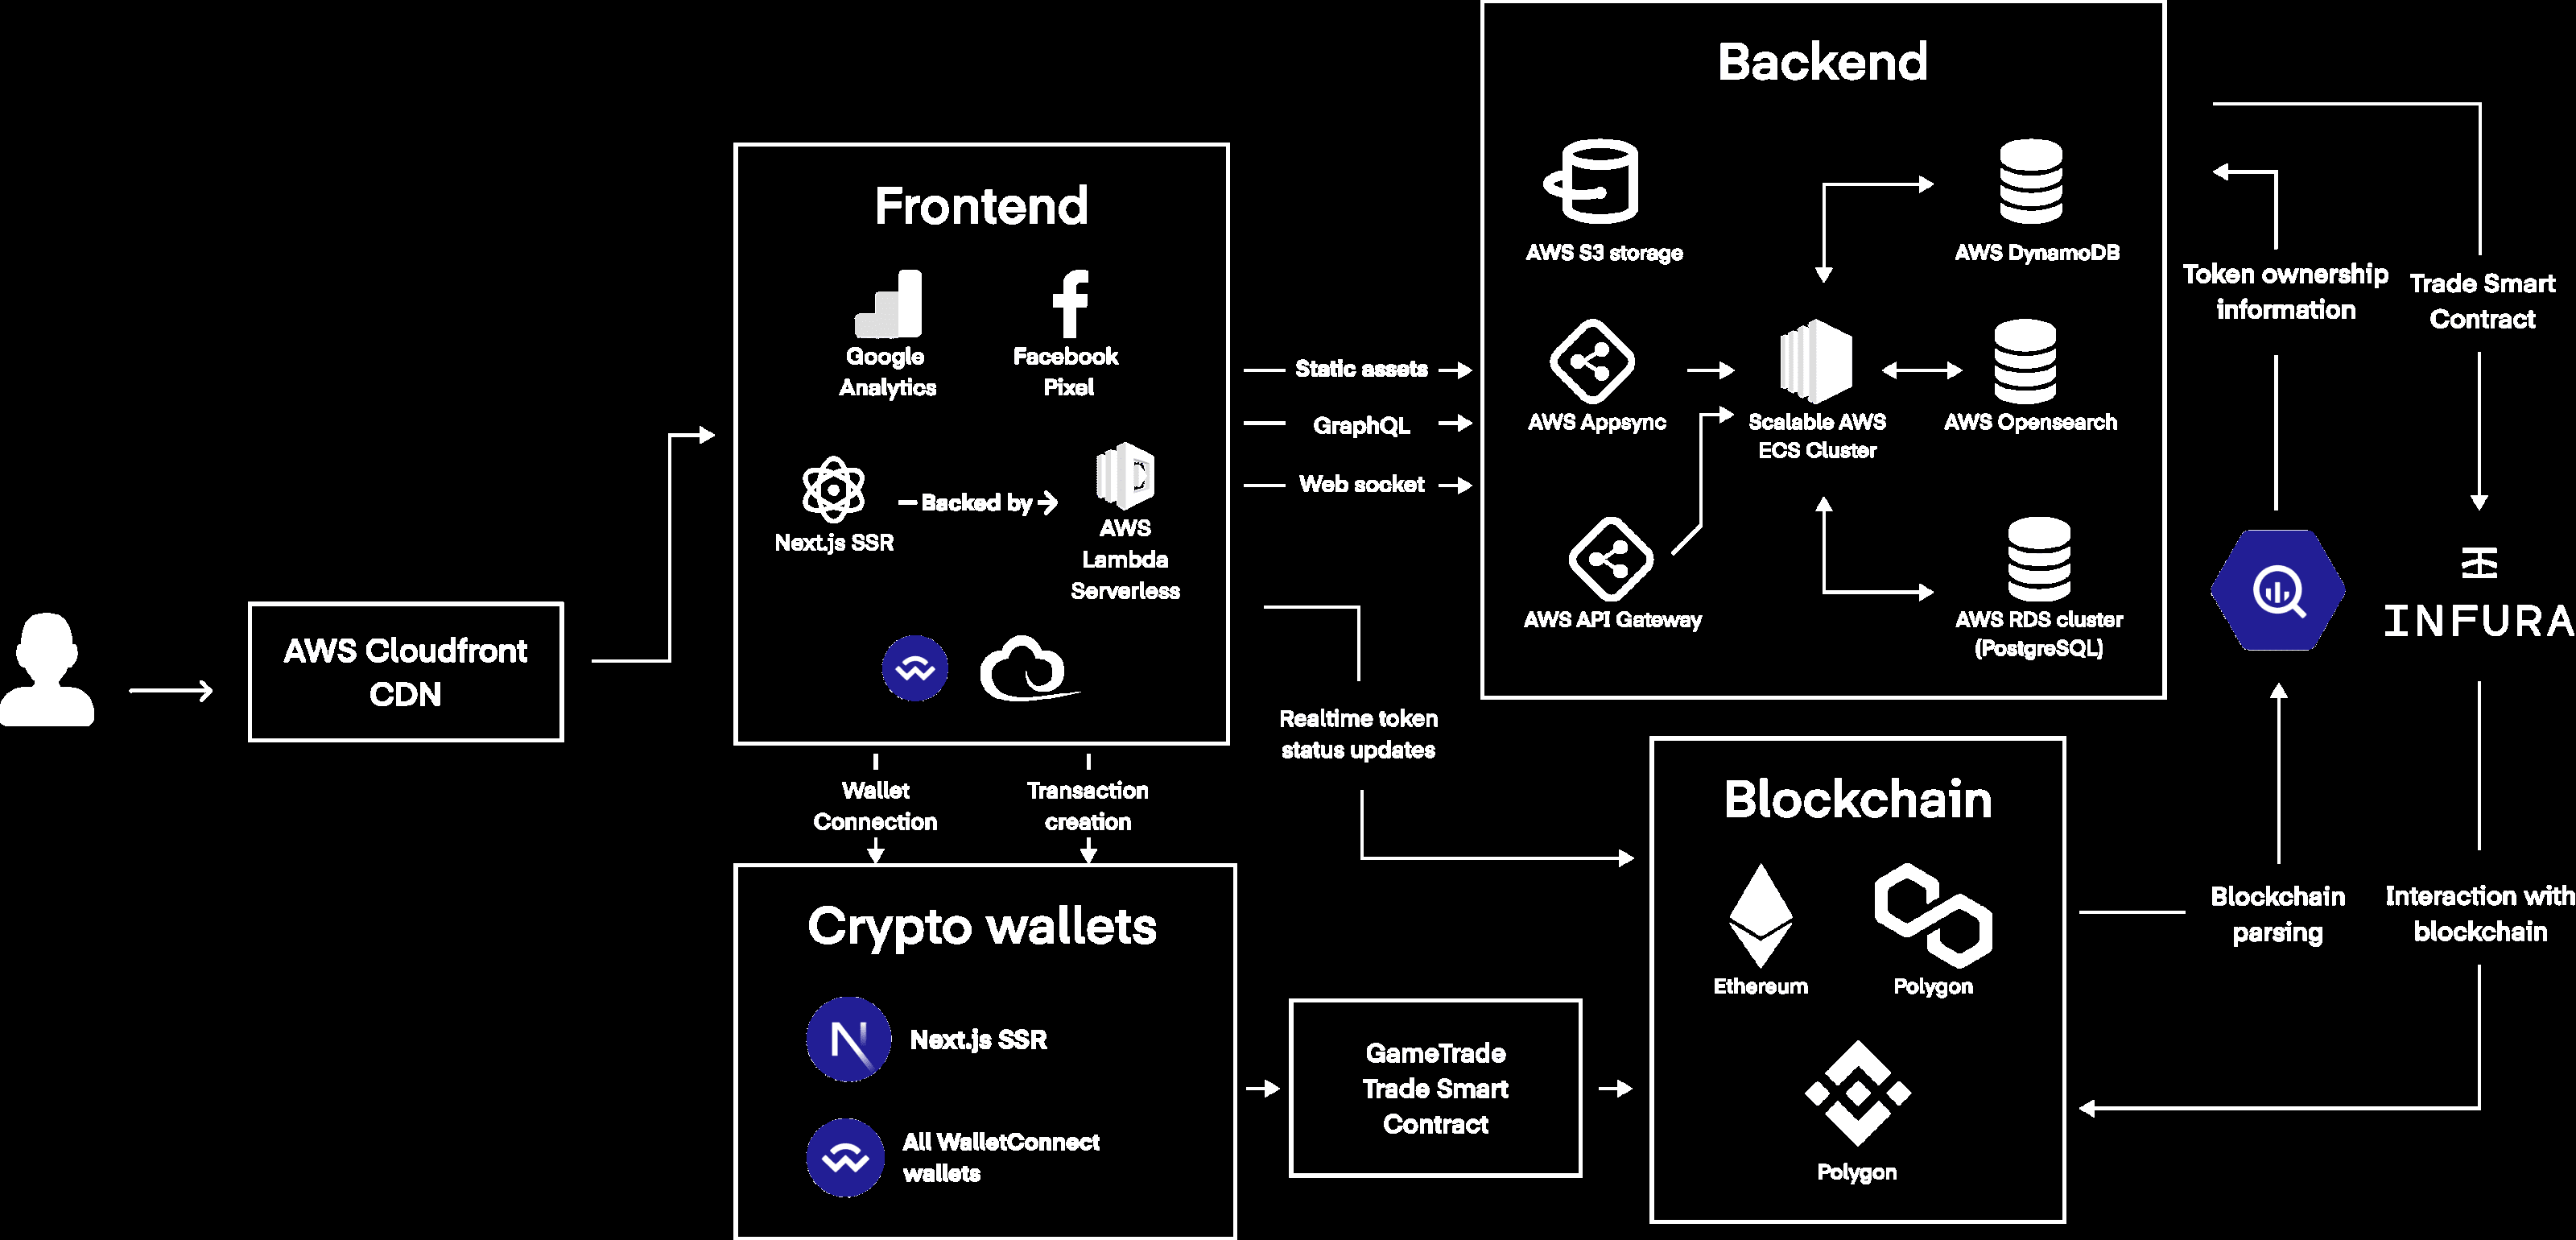 AWS Cloudfront
CDN
Frontend
Google
Analytics
Facebook
Pixel
Next.js SSR
Backed by
AWS
Lambda
Serverless
Wallet
Connection
Transaction
creation
Crypto wallets
Next.js SSR
All WalletConnect
wallets
Static assets
GraphQL
Web socket
Realtime token
status updates
GameTrade
Trade Smart
Contract
Backend
AWS S3 storage
AWS DynamoDB
AWS Appsync
Scalable AWS
ECS Cluster
AWS Opensearch
AWS API Gateway
AWS RDS cluster
(PostgreSQL)
Blockchain
Ethereum
Polygon
Polygon
Token ownership
information
Trade Smart
Contract
INFURA
Blockchain
parsing
Interaction with
blockchain